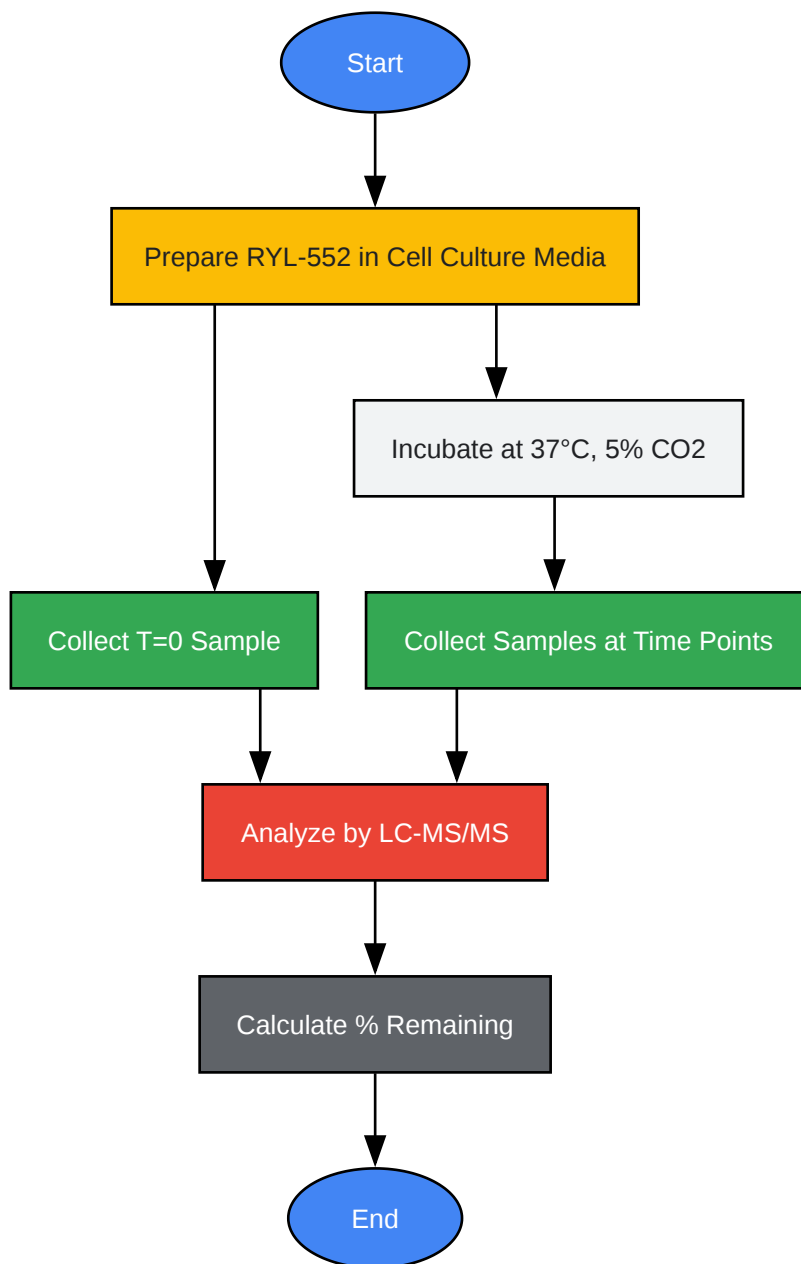 Start
Prepare RYL-552 in Cell Culture Media
Incubate at 37°C, 5% CO2
Collect T=0 Sample
Collect Samples at Time Points
Analyze by LC-MS/MS
Calculate % Remaining
End